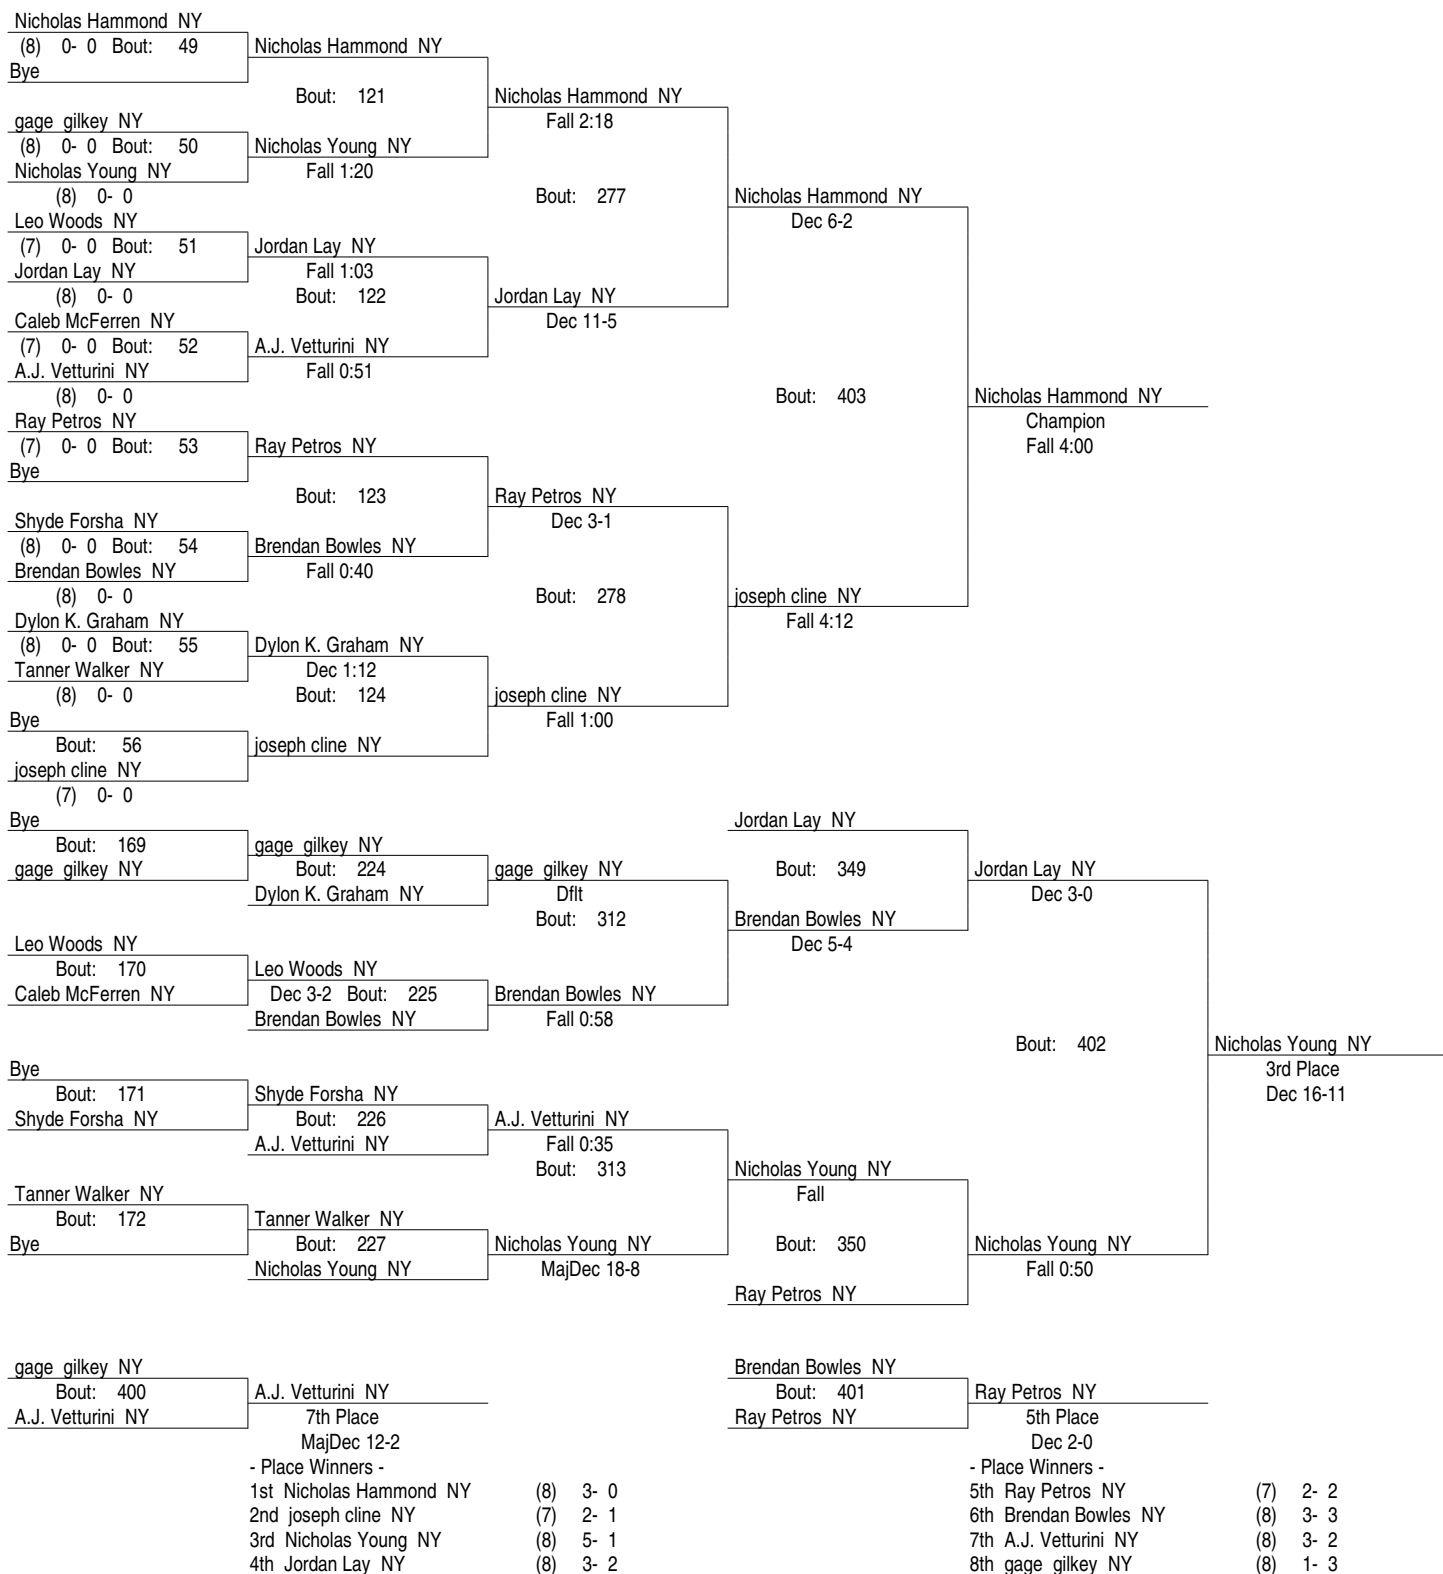 Nicholas Hammond NY
(8) 0- 0 Bout: 49 Nicholas Hammond NY
Bye
Bout: 121 Nicholas Hammond NY
gage gilkey NY Fall 2:18
(8) 0- 0 Bout: 50 Nicholas Young NY
Nicholas Young NY Fall 1:20
(8) 0- 0 Bout: 277 Nicholas Hammond NY
Leo Woods NY Dec 6-2
(7) 0- 0 Bout: 51 Jordan Lay NY
Jordan Lay NY Fall 1:03
(8) 0- 0 Bout: 122 Jordan Lay NY
Caleb McFerren NY Dec 11-5
(7) 0- 0 Bout: 52 A.J. Vetturini NY
A.J. Vetturini NY Fall 0:51
(8) 0- 0 Bout: 403 Nicholas Hammond NY
Ray Petros NY Champion
(7) 0- 0 Bout: 53 Ray Petros NY Fall 4:00
Bye
Bout: 123 Ray Petros NY
Shyde Forsha NY Dec 3-1
(8) 0- 0 Bout: 54 Brendan Bowles NY
Brendan Bowles NY Fall 0:40
(8) 0- 0 Bout: 278 joseph cline NY
Dylon K. Graham NY Fall 4:12
(8) 0- 0 Bout: 55 Dylon K. Graham NY
Tanner Walker NY Dec 1:12
(8) 0- 0 Bout: 124 joseph cline NY
Bye Fall 1:00
Bout: 56 joseph cline NY
joseph cline NY
(7) 0- 0
Bye Jordan Lay NY
Bout: 169 gage gilkey NY
gage gilkey NY Bout: 224 gage gilkey NY Bout: 349 Jordan Lay NY
Dylon K. Graham NY Dflt Dec 3-0
Bout: 312 Brendan Bowles NY
Leo Woods NY Dec 5-4
Bout: 170 Leo Woods NY
Caleb McFerren NY Dec 3-2 Bout: 225 Brendan Bowles NY
Brendan Bowles NY Fall 0:58
Bout: 402 Nicholas Young NY
Bye 3rd Place
Bout: 171 Shyde Forsha NY Dec 16-11
Shyde Forsha NY Bout: 226 A.J. Vetturini NY
A.J. Vetturini NY Fall 0:35
Bout: 313 Nicholas Young NY
Tanner Walker NY Fall
Bout: 172 Tanner Walker NY
Bye Bout: 227 Nicholas Young NY Bout: 350 Nicholas Young NY
Nicholas Young NY MajDec 18-8 Fall 0:50
Ray Petros NY
gage gilkey NY Brendan Bowles NY
Bout: 400 A.J. Vetturini NY Bout: 401 Ray Petros NY
A.J. Vetturini NY 7th Place Ray Petros NY 5th Place
MajDec 12-2 Dec 2-0
- Place Winners - - Place Winners -
1st Nicholas Hammond NY (8) 3- 0 5th Ray Petros NY (7) 2- 2
2nd joseph cline NY (7) 2- 1 6th Brendan Bowles NY (8) 3- 3
3rd Nicholas Young NY (8) 5- 1 7th A.J. Vetturini NY (8) 3- 2
4th Jordan Lay NY (8) 3- 2 8th gage gilkey NY (8) 1- 3